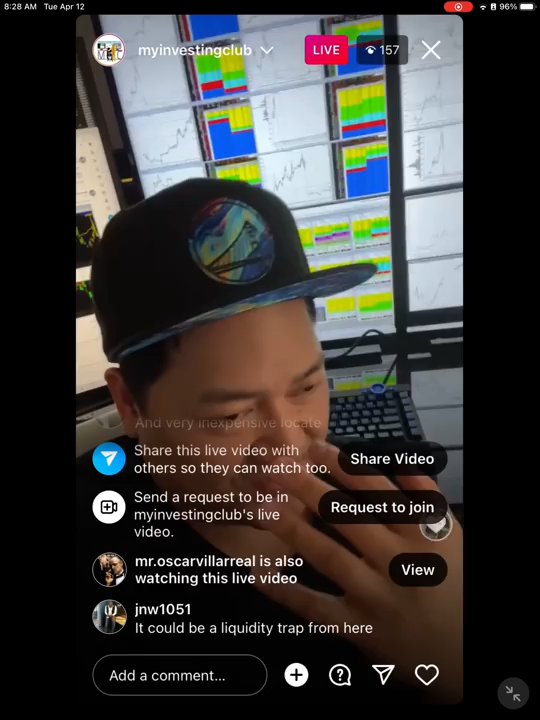 8:28 AM Tue Apr 12
96%
myinvestingclub
LIVE
157
And very inexpensive locate
Share this live video with
others so they can watch too.
Share Video
Send a request to be in
myinvestingclub's live
video.
Request to join
mr.oscarvillarreal is also
watching this live video
View
jnw1051
It could be a liquidity trap from here
Add a comment...